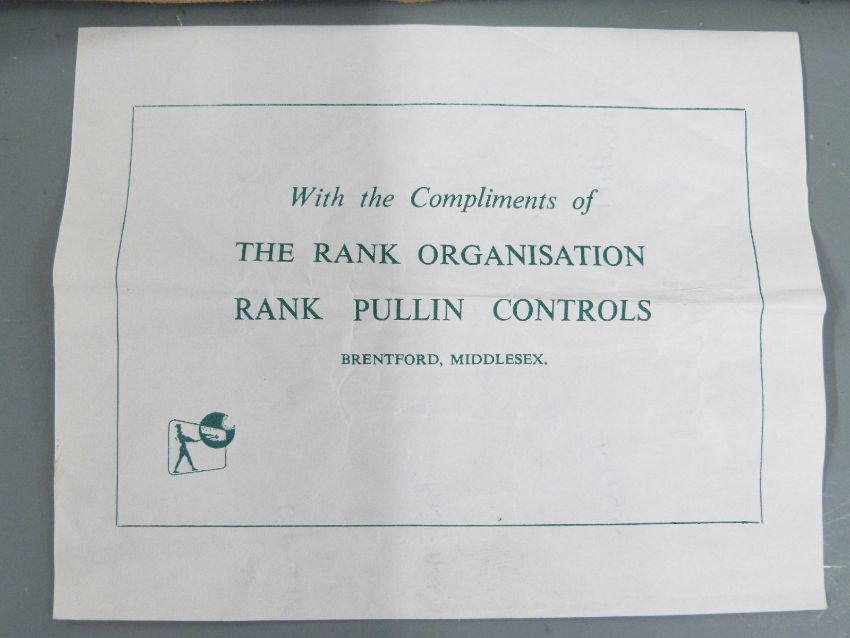 With the Compliments of
THE RANK ORGANISATION
RANK PULLIN CONTROLS
BRENTFORD, MIDDLESEX.